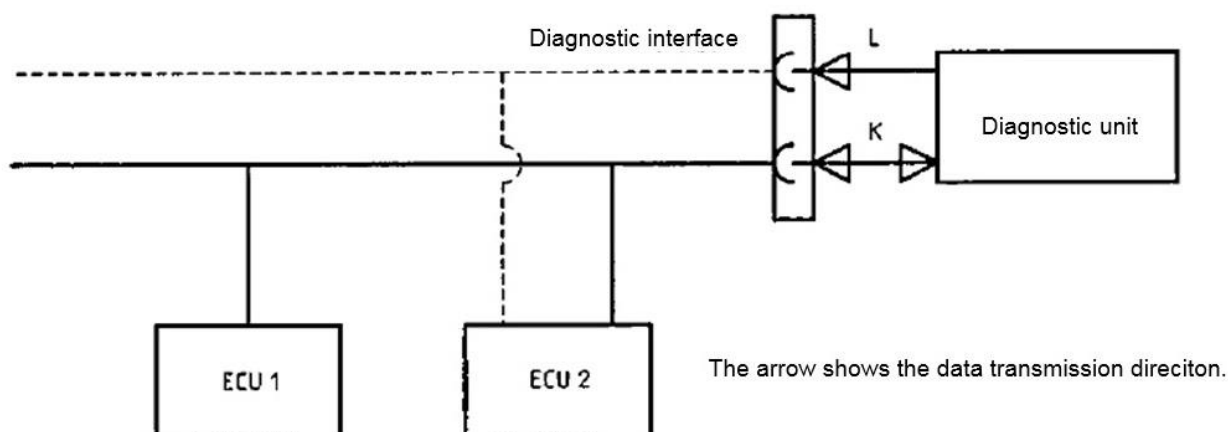 Diagnostic interface
L
Diagnostic unit
K
ECU 1
ECU 2
The arrow shows the data transmission direciton.